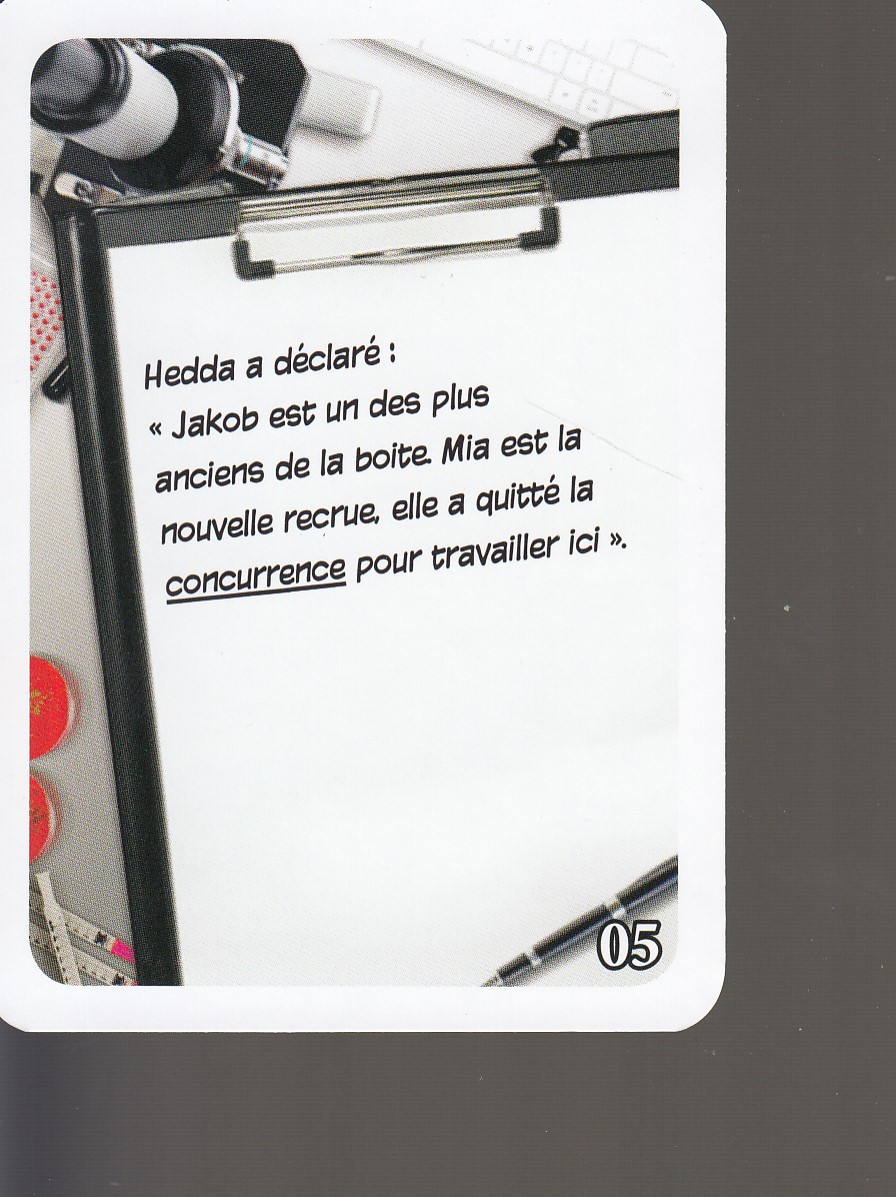 Hedda a déclaré :
« Jakob est un des plus
anciens de la boite. Mia est la
nouvelle recrue, elle a quitté la
concurrence pour travailler ici ».
05